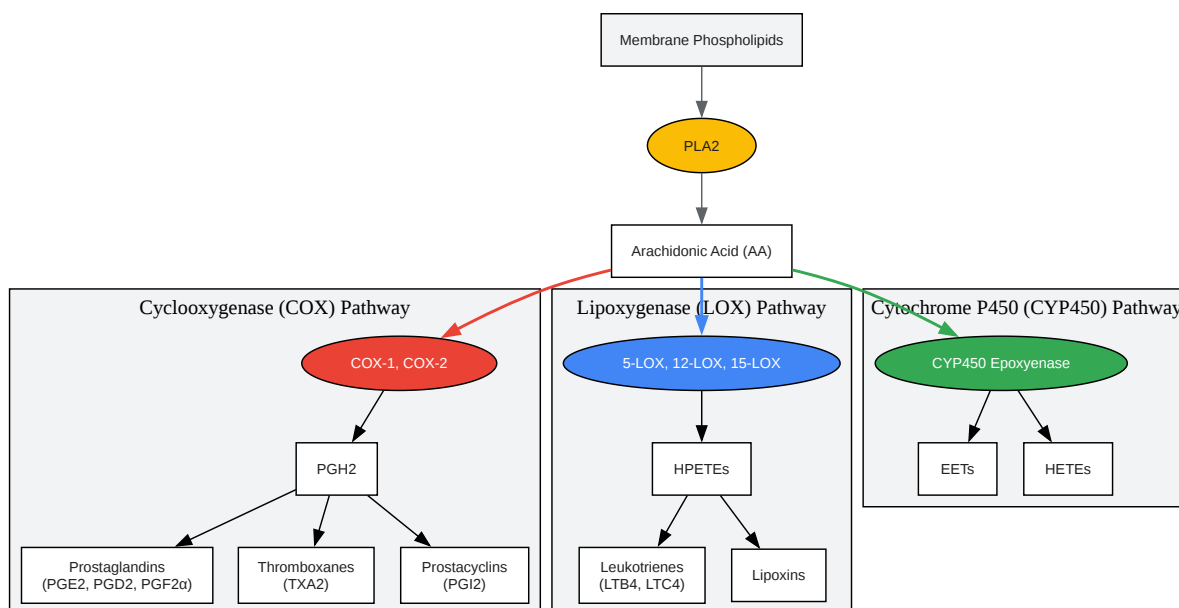 Membrane Phospholipids
PLA2
Arachidonic Acid (AA)
Cyclooxygenase (COX) Pathway
Lipoxygenase (LOX) Pathway
Cytochrome P450 (CYP450) Pathway
COX-1, COX-2
5-LOX, 12-LOX, 15-LOX
CYP450 Epoxyenase
PGH2
HPETEs
EETs
HETEs
Prostaglandins
(PGE2, PGD2, PGF2α)
Thromboxanes
(TXA2)
Prostacyclins
(PGI2)
Leukotrienes
(LTB4, LTC4)
Lipoxins